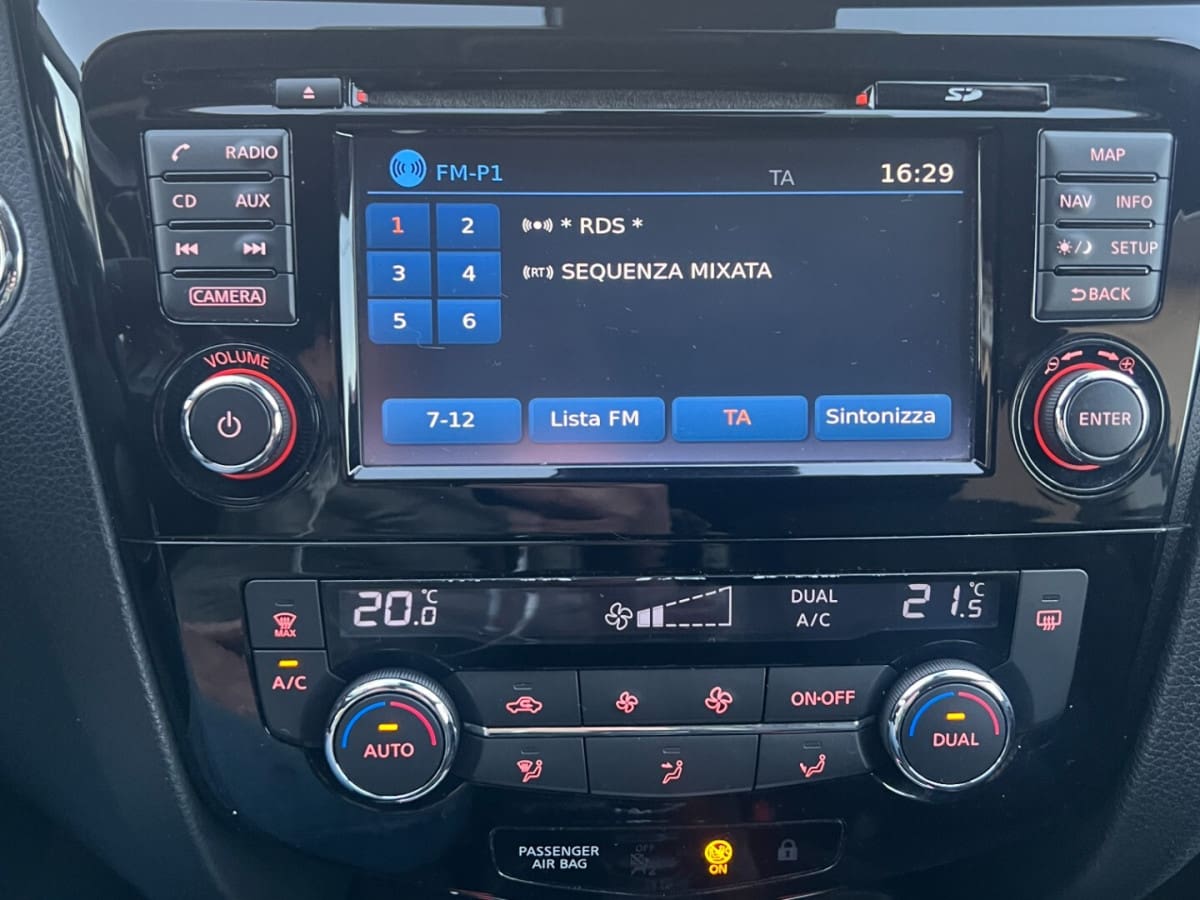 SD
RADIO
CD AUX
CAMERA
VOLUME
FM-P1 TA 16:29
1 2 * RDS *
3 4 (RT) SEQUENZA MIXATA
5 6
7-12 Lista FM TA Sintonizza
MAP
NAV INFO
SETUP
BACK
ENTER
20.0°C DUAL 21.5°C
A/C
MAX
A/C
AUTO
ON·OFF
DUAL
PASSENGER OFF
AIR BAG ON